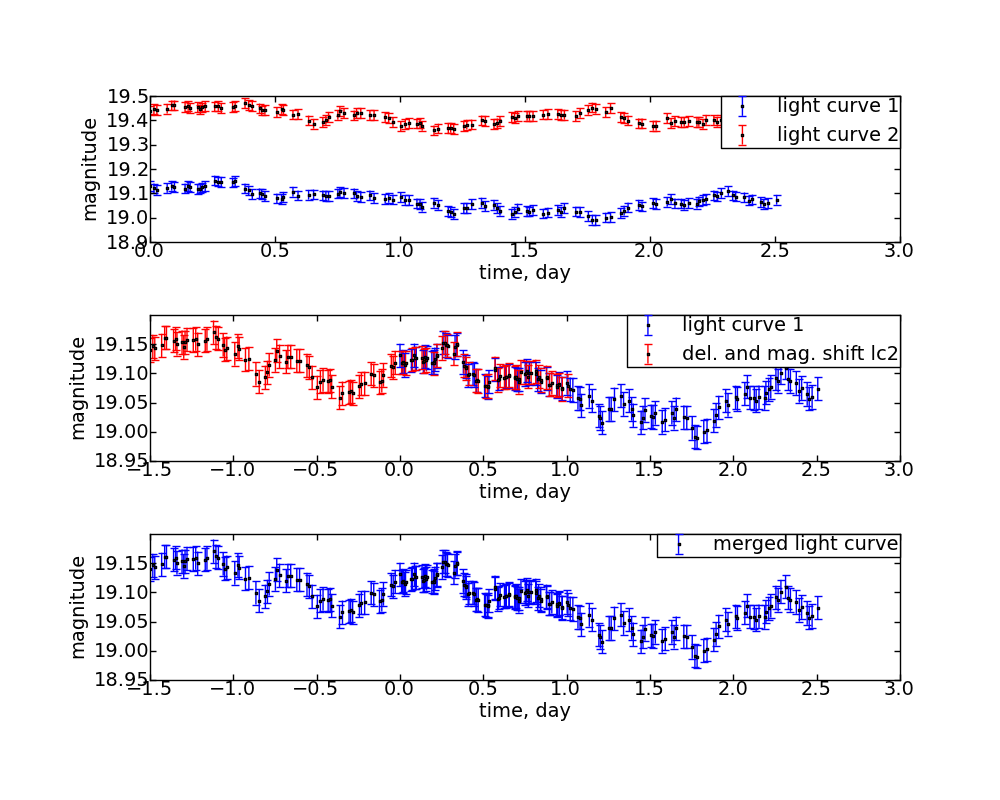 19.5
19.4
19.3
19.2
19.1
19.0
18.9
magnitude
light curve 1
light curve 2
0.0 0.5 1.0 1.5 2.0 2.5 3.0
time, day
19.15
19.10
19.05
19.00
18.95
magnitude
light curve 1
del. and mag. shift lc2
−1.5 −1.0 −0.5 0.0 0.5 1.0 1.5 2.0 2.5 3.0
time, day
19.15
19.10
19.05
19.00
18.95
magnitude
merged light curve
−1.5 −1.0 −0.5 0.0 0.5 1.0 1.5 2.0 2.5 3.0
time, day